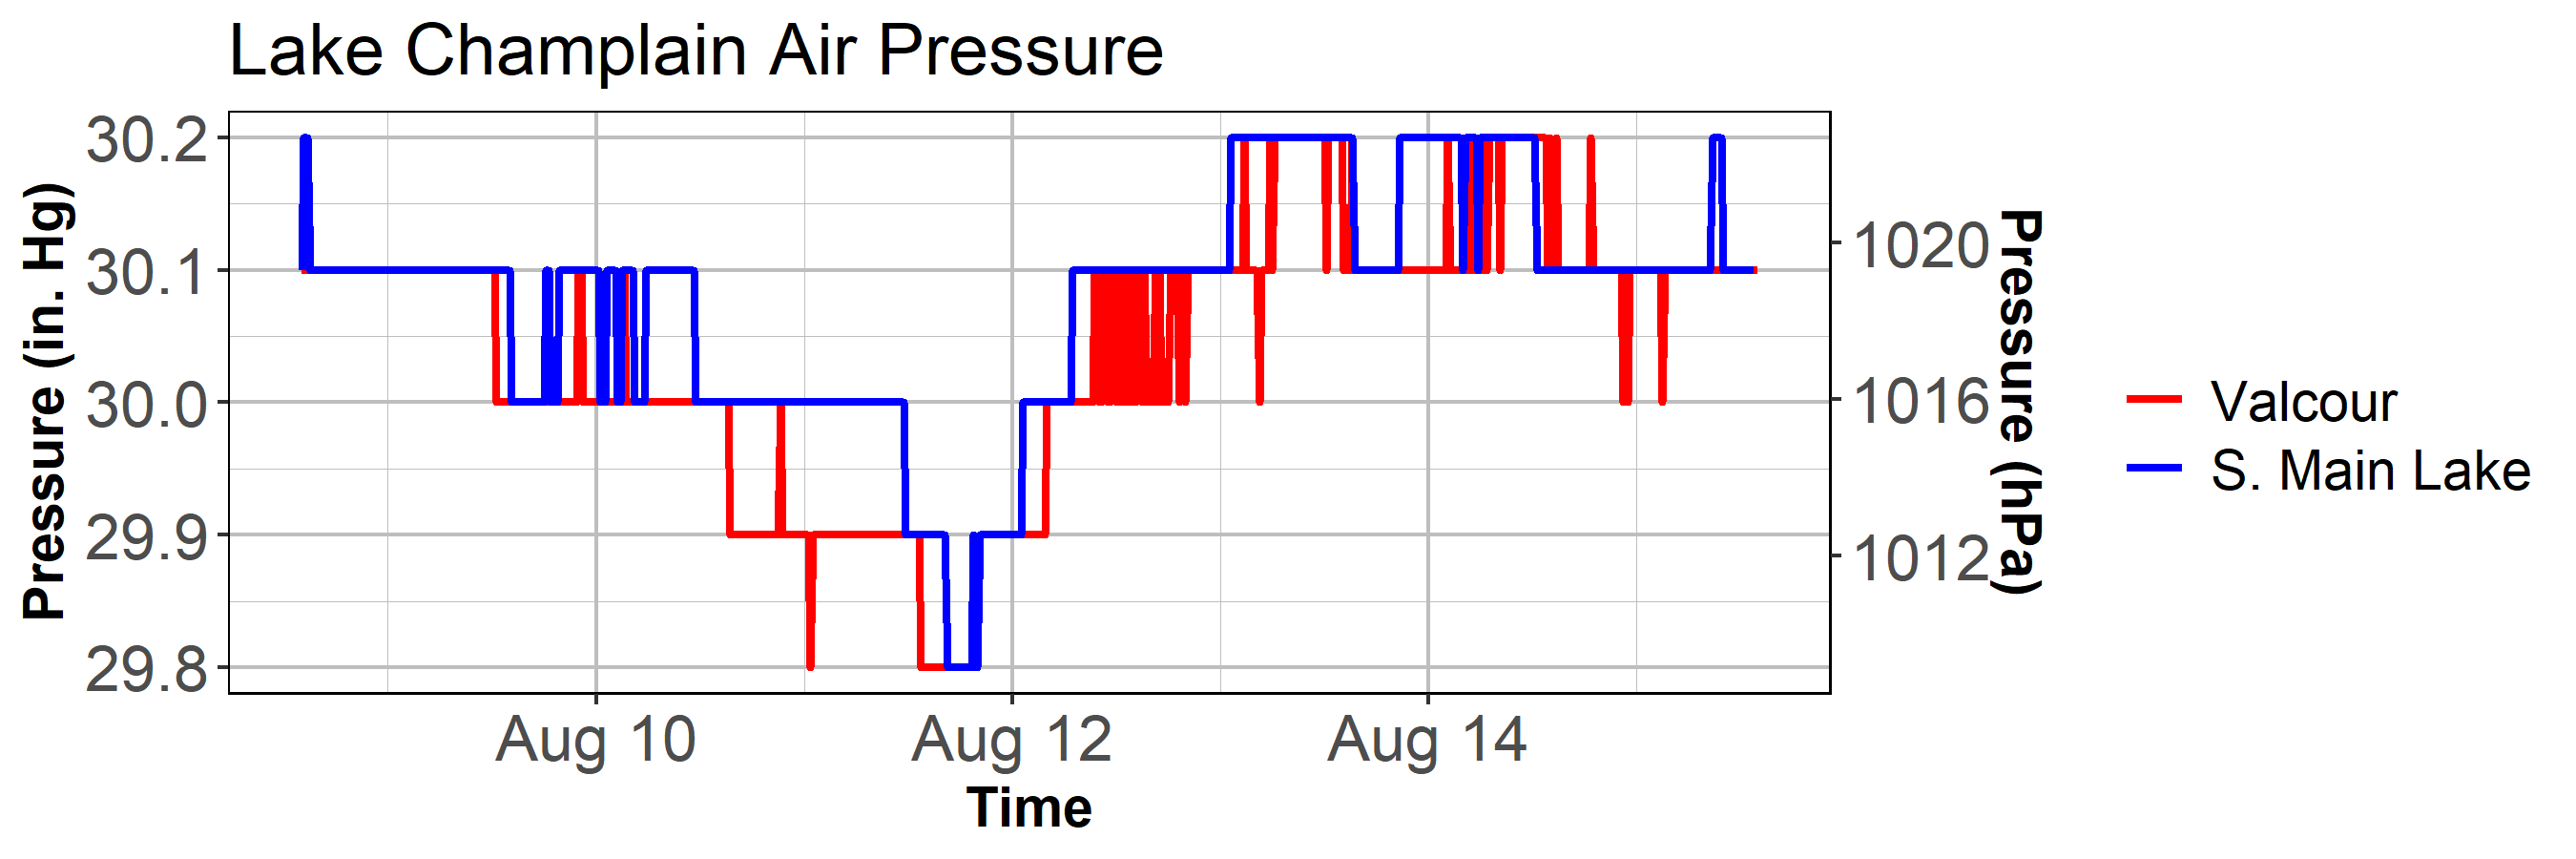 Lake Champlain Air Pressure
Pressure (in. Hg)
30.2
30.1
30.0
29.9
29.8
1020
1016
1012
Pressure (hPa)
Aug 10
Aug 12
Aug 14
Time
Valcour
S. Main Lake